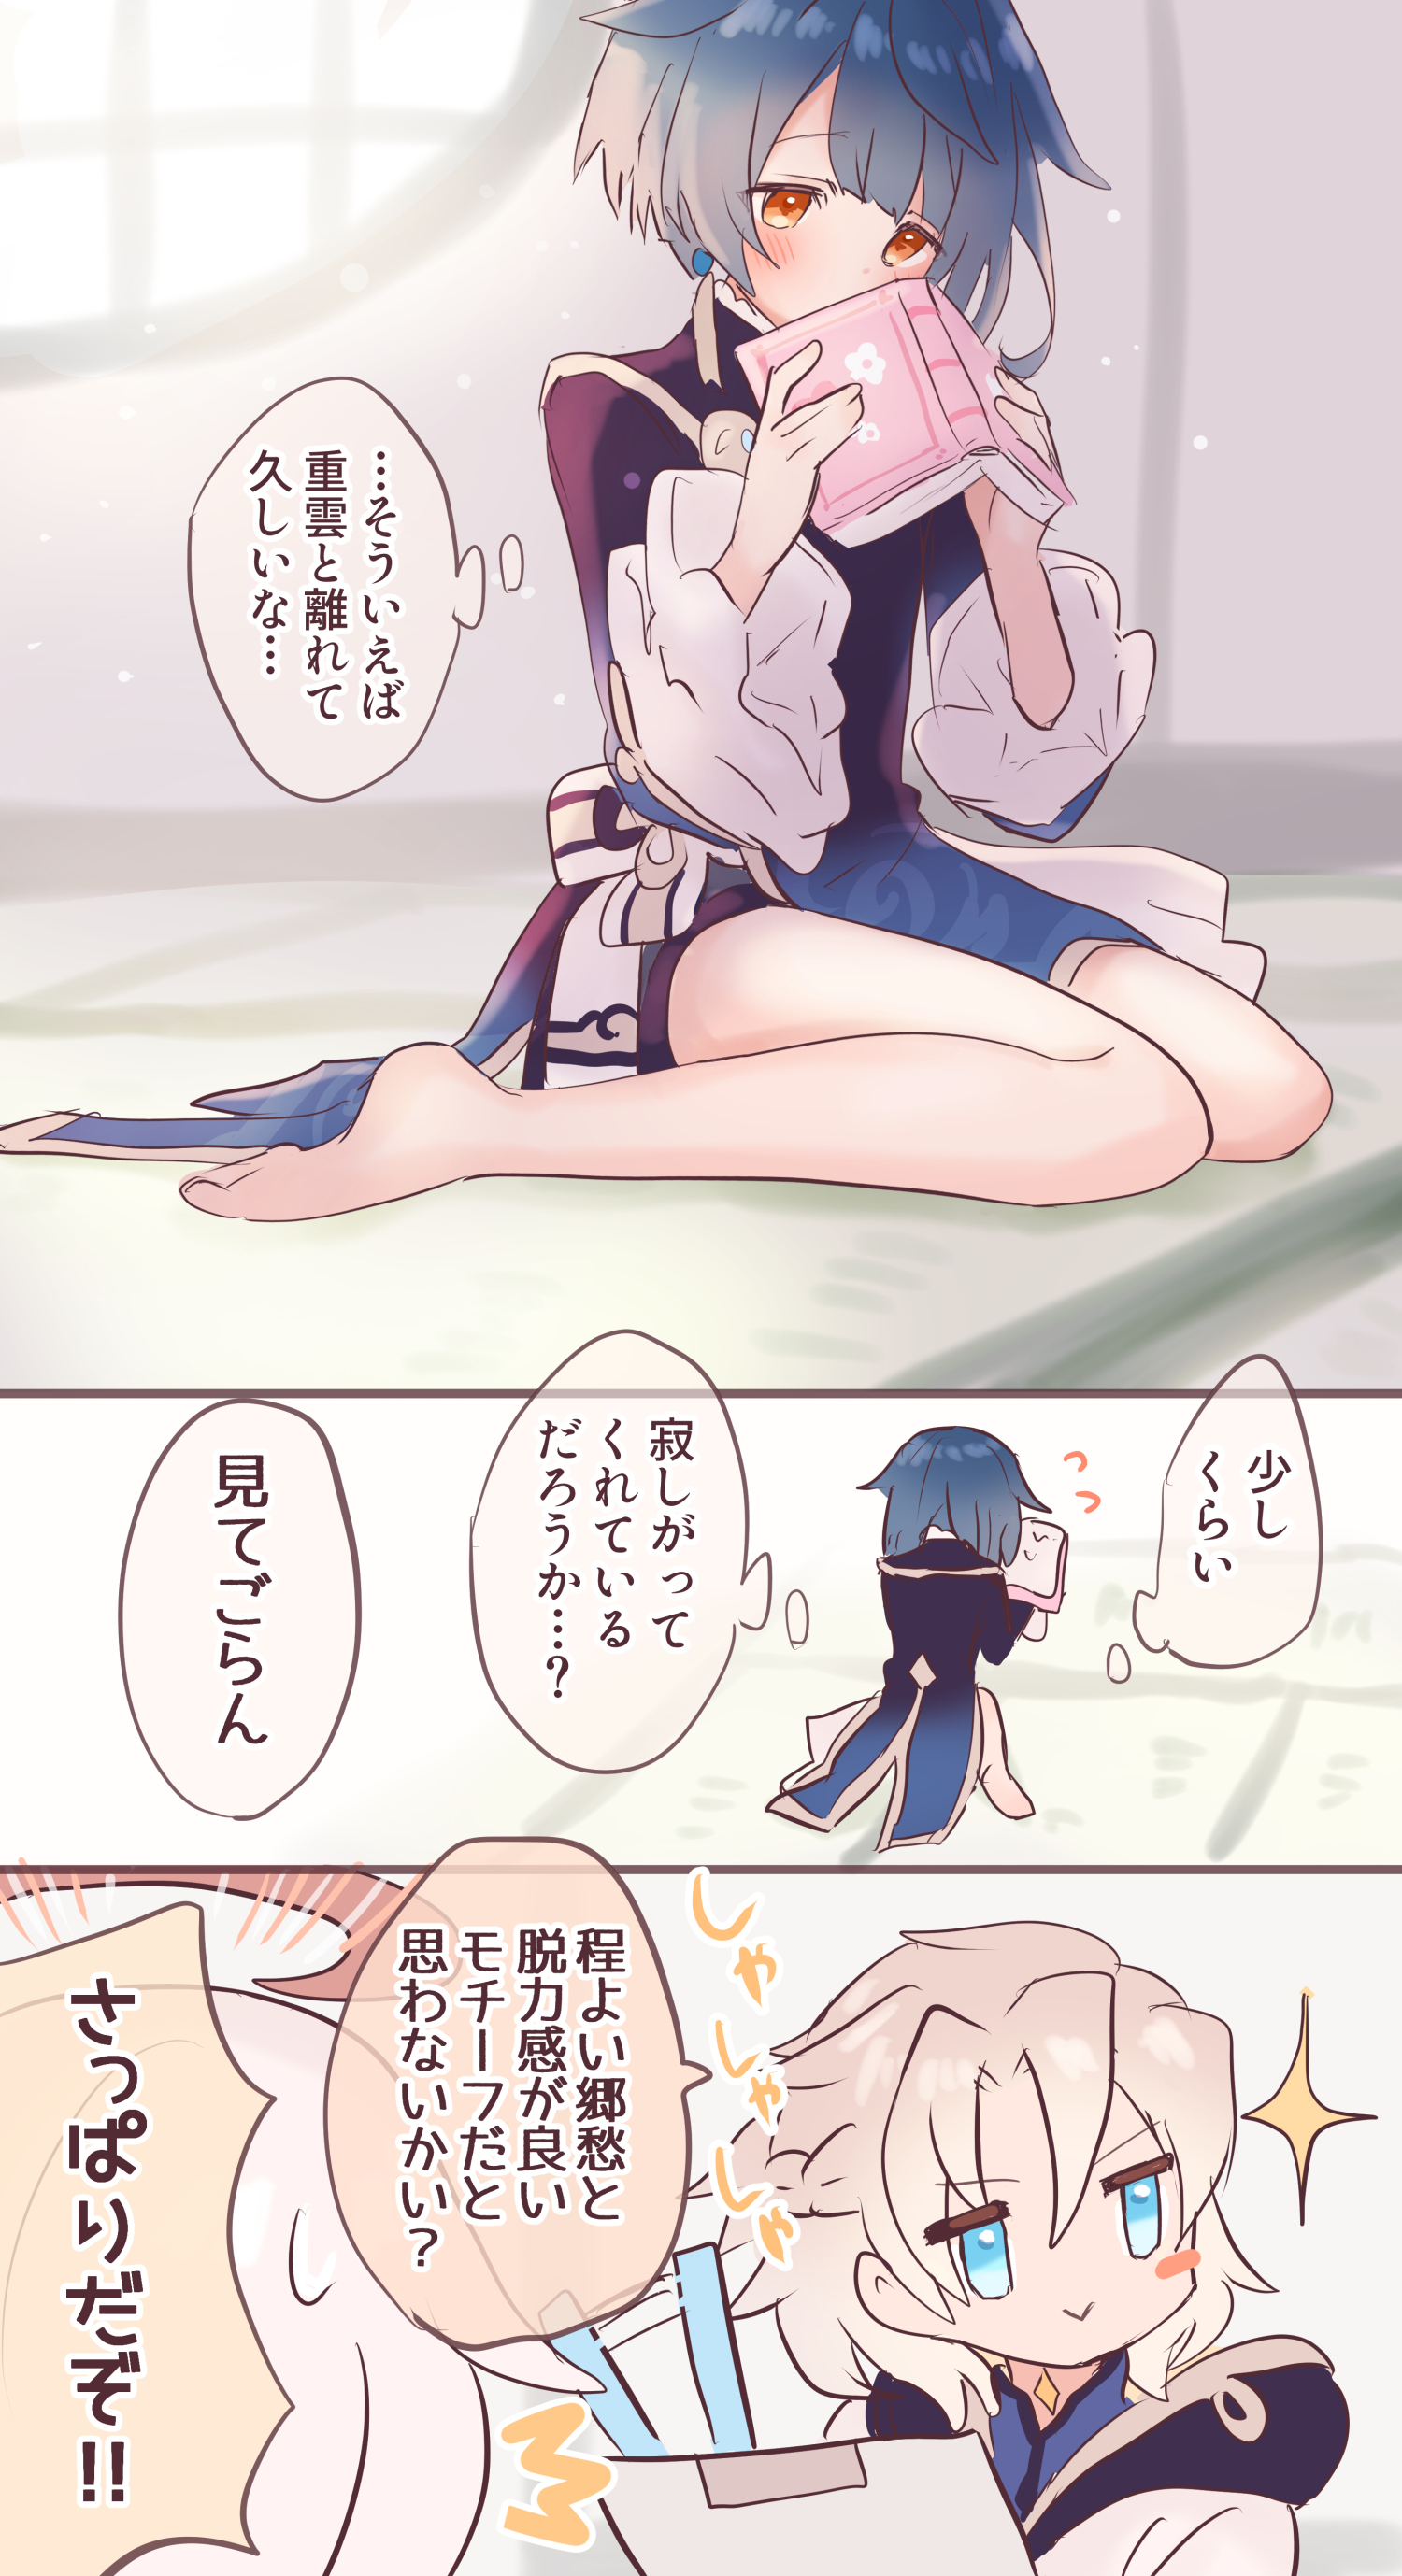 …そういえば
重雲と離れて
久しいな…
少し
くらい
寂しがって
くれている
だろうか…?
見てごらん
しゃ
しゃ
しゃ
程よい郷愁と
脱力感が良い
モチーフだと
思わないかい?
さっぱりだぞ!!